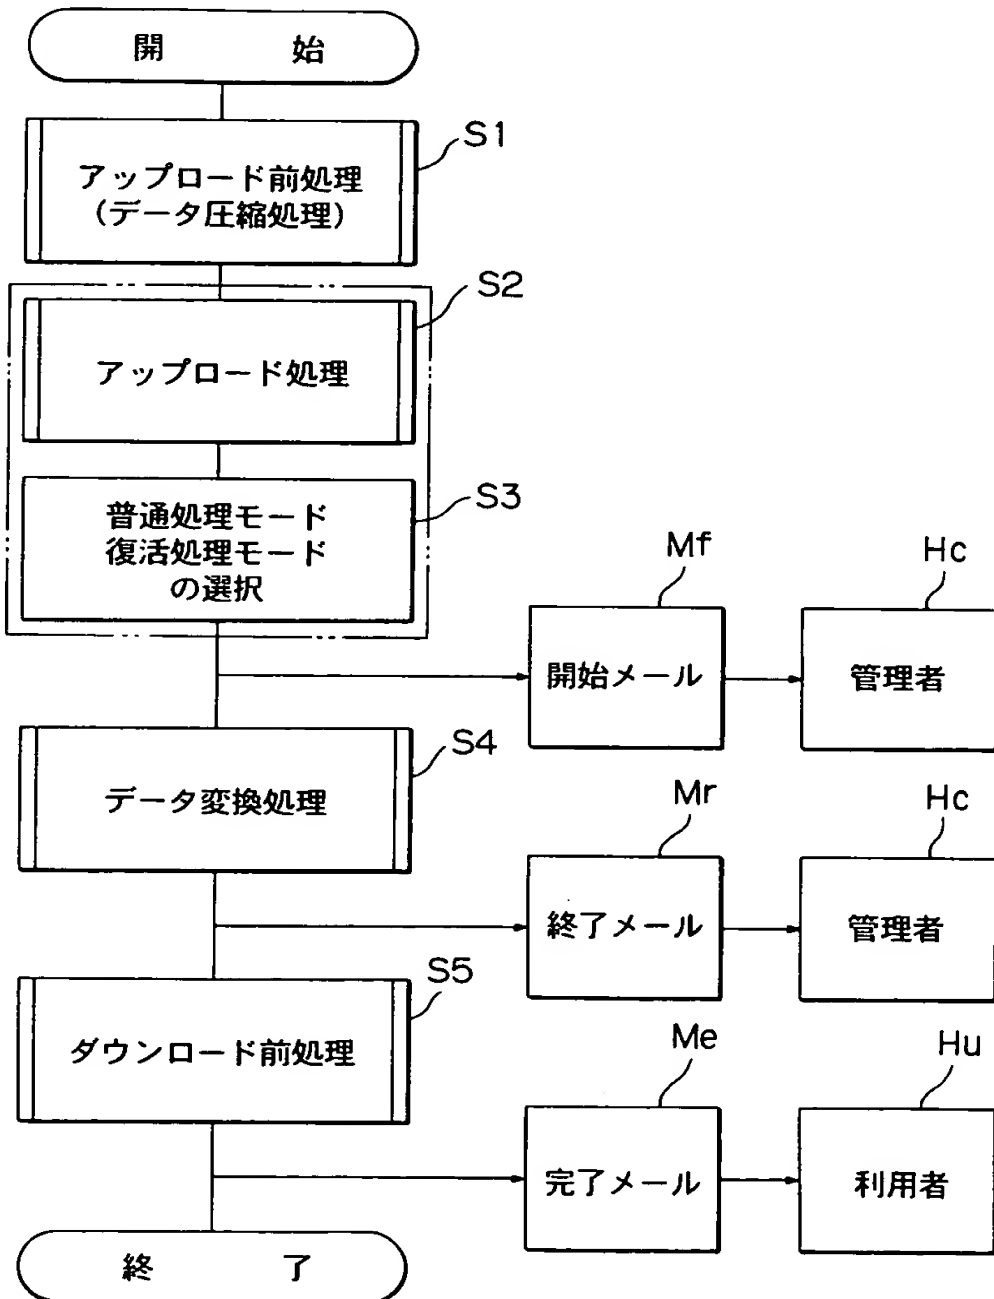 開 始
S1
アップロード前処理
(データ圧縮処理)
S2
アップロード処理
S3
普通処理モード
復活処理モード
の選択
Mf
Hc
開始メール
管理者
S4
データ変換処理
Mr
Hc
終了メール
管理者
S5
ダウンロード前処理
Me
Hu
完了メール
利用者
終 了